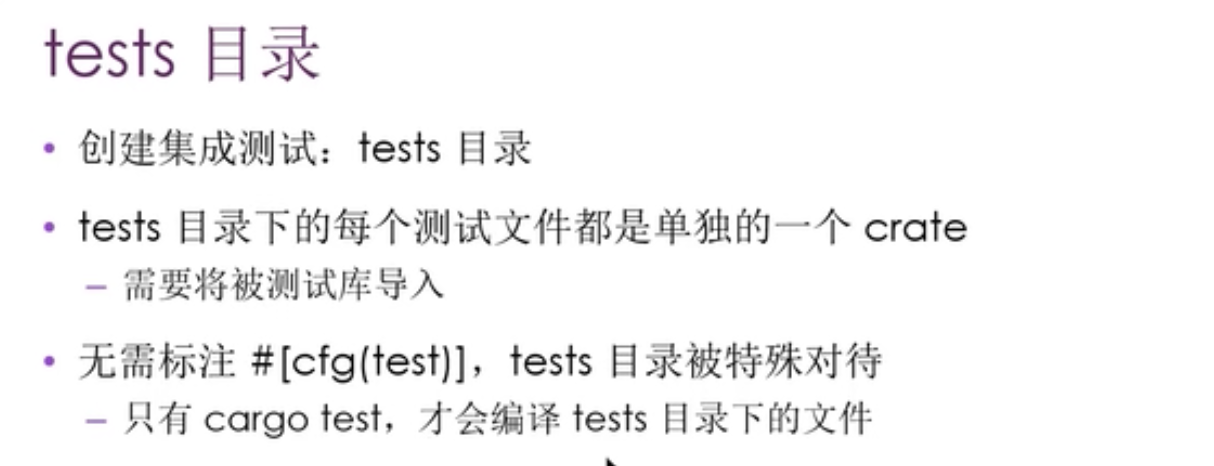 tests 目录
• 创建集成测试：tests 目录
• tests 目录下的每个测试文件都是单独的一个 crate
– 需要将被测试库导入
• 无需标注 #[cfg(test)]，tests 目录被特殊对待
– 只有 cargo test，才会编译 tests 目录下的文件